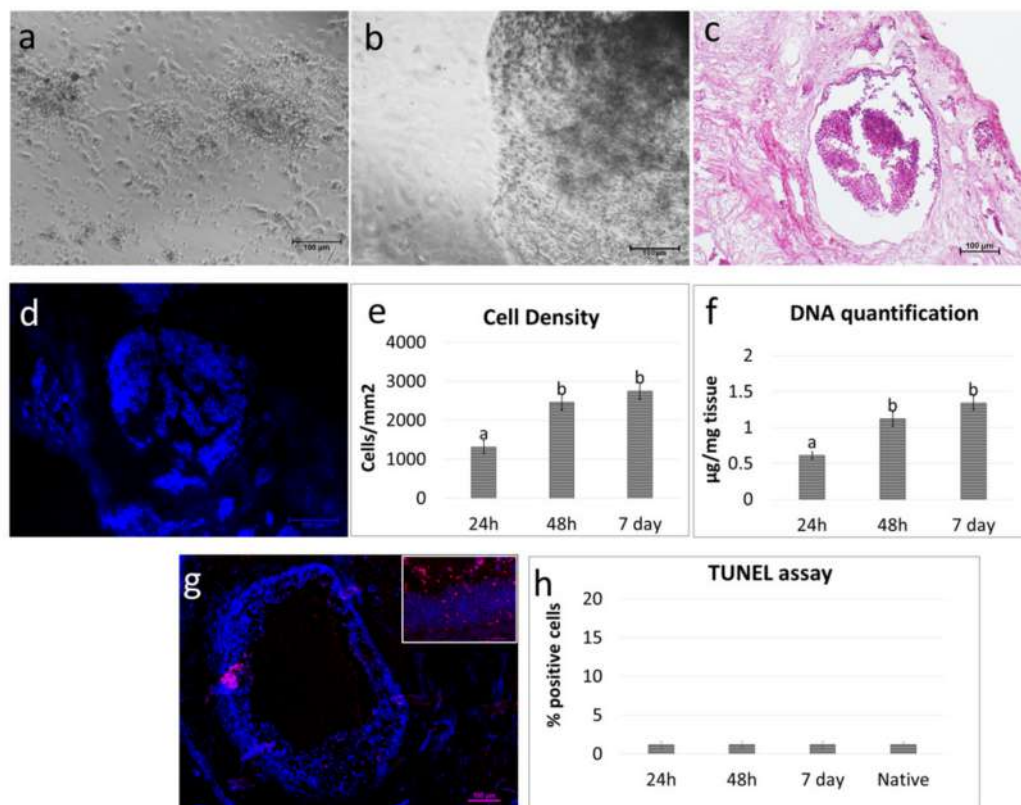 a
b
c
100 µm
100 µm
d
e
Cell Density
Cells/mm2
4000
3000
2000
1000
0
a
b
b
24h
48h
7 day
f
DNA quantification
µg/mg tissue
2
1.5
1
0.5
0
a
b
b
24h
48h
7 day
g
100 µm
h
TUNEL assay
% positive cells
20
15
10
5
0
24h
48h
7 day
Native